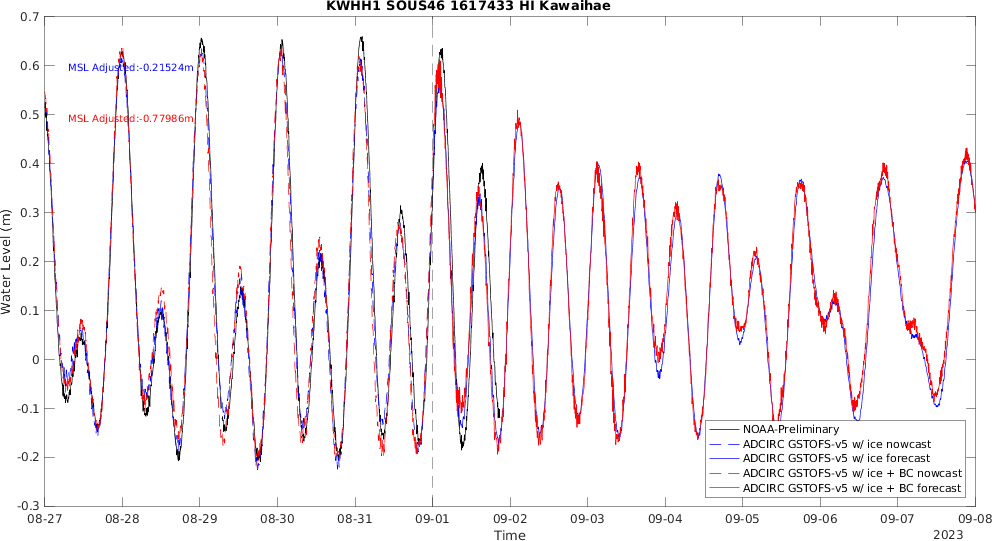 KWHH1 SOUS46 1617433 HI Kawaihae
0.7
0.6
0.5
0.4
0.3
0.2
0.1
0
-0.1
-0.2
-0.3
Water Level (m)
MSL Adjusted:-0.21524m
MSL Adjusted:-0.77986m
NOAA-Preliminary
ADCIRC GSTOFS-v5 w/ ice nowcast
ADCIRC GSTOFS-v5 w/ ice forecast
ADCIRC GSTOFS-v5 w/ ice + BC nowcast
ADCIRC GSTOFS-v5 w/ ice + BC forecast
08-27 08-28 08-29 08-30 08-31 09-01 09-02 09-03 09-04 09-05 09-06 09-07 09-08
Time
2023